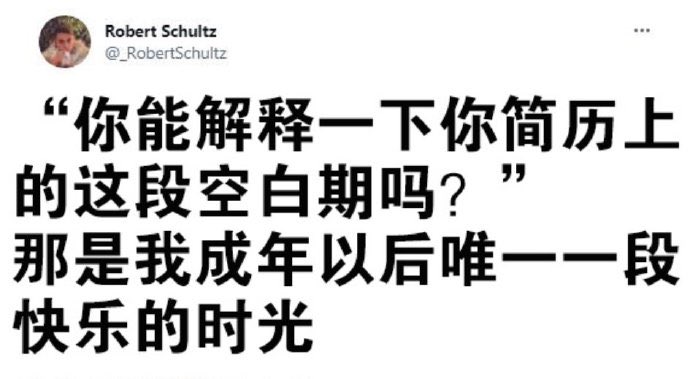 Robert Schultz
@_RobertSchultz
“你能解释一下你简历上
的这段空白期吗？”
那是我成年以后唯一一段
快乐的时光